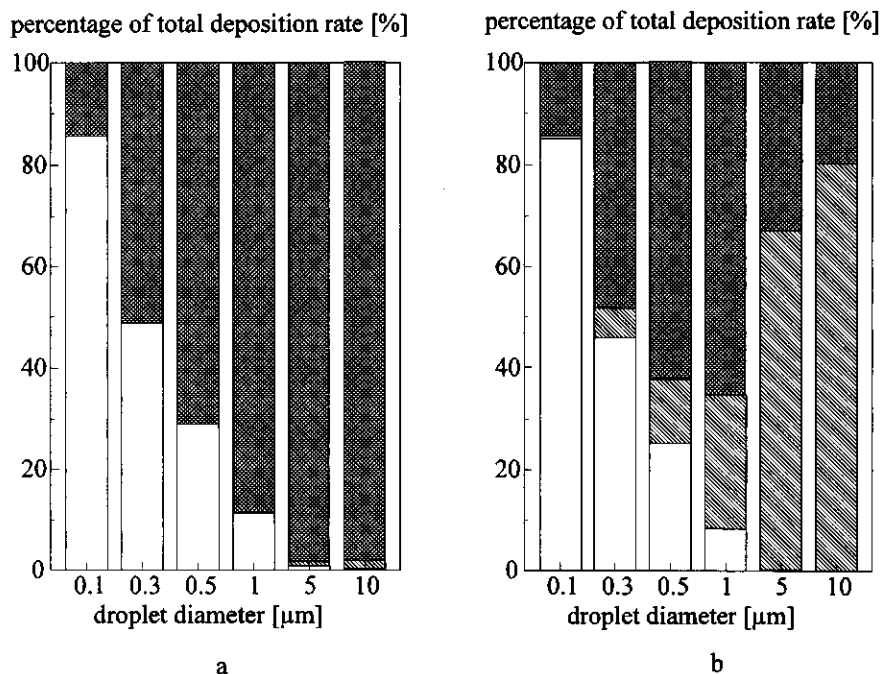 percentage of total deposition rate [%]
100
80
60
40
20
0
0.1 0.3 0.5 1 5 10
droplet diameter [μm]
a
percentage of total deposition rate [%]
100
80
60
40
20
0
0.1 0.3 0.5 1 5 10
droplet diameter [μm]
b